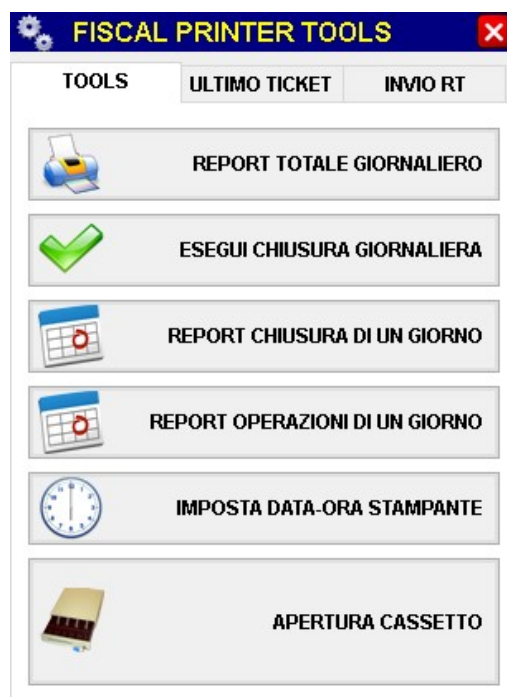 FISCAL PRINTER TOOLS
TOOLS ULTIMO TICKET INVIO RT
REPORT TOTALE GIORNALIERO
ESEGUI CHIUSURA GIORNALIERA
REPORT CHIUSURA DI UN GIORNO
REPORT OPERAZIONI DI UN GIORNO
IMPOSTA DATA-ORA STAMPANTE
APERTURA CASSETTO